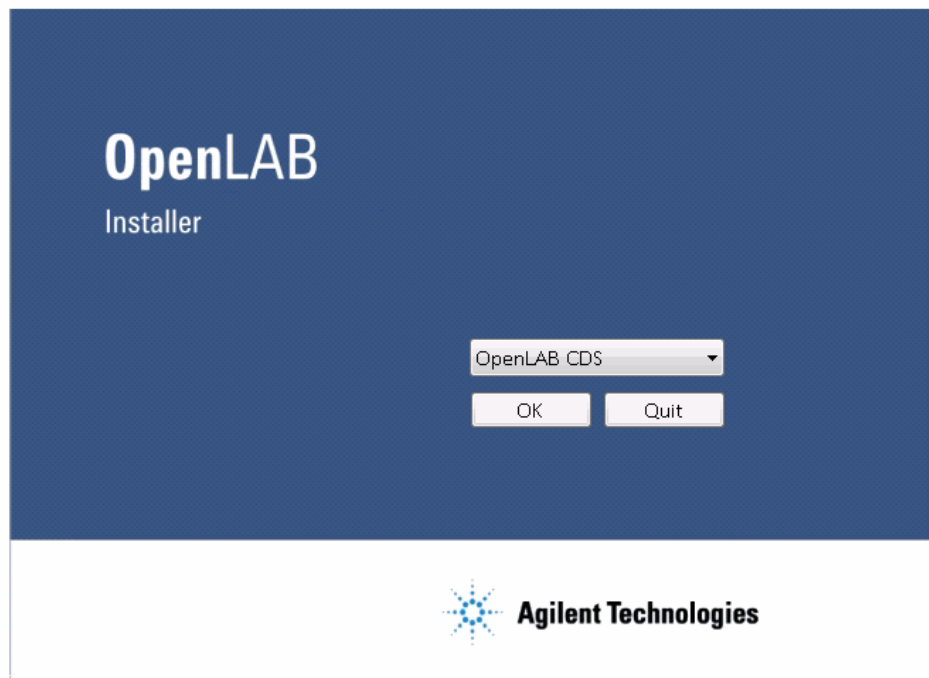 OpenLAB
Installer
OpenLAB CDS
OK Quit
Agilent Technologies